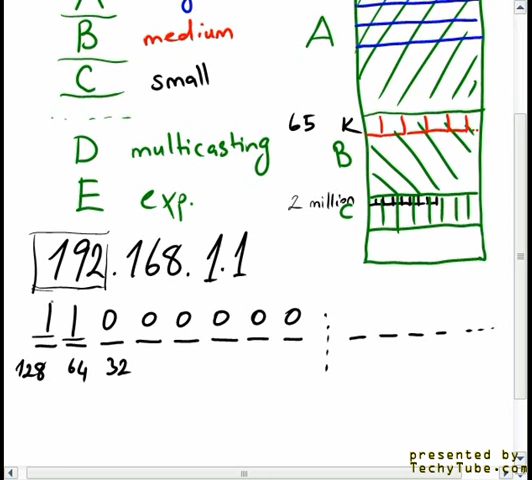 A
B medium
C small
D multicasting
E exp.
192.168.1.1
1 1 0 0 0 0 0 0
128 64 32
A
65 K
B
2 million
C
presented by
TechyTube.com